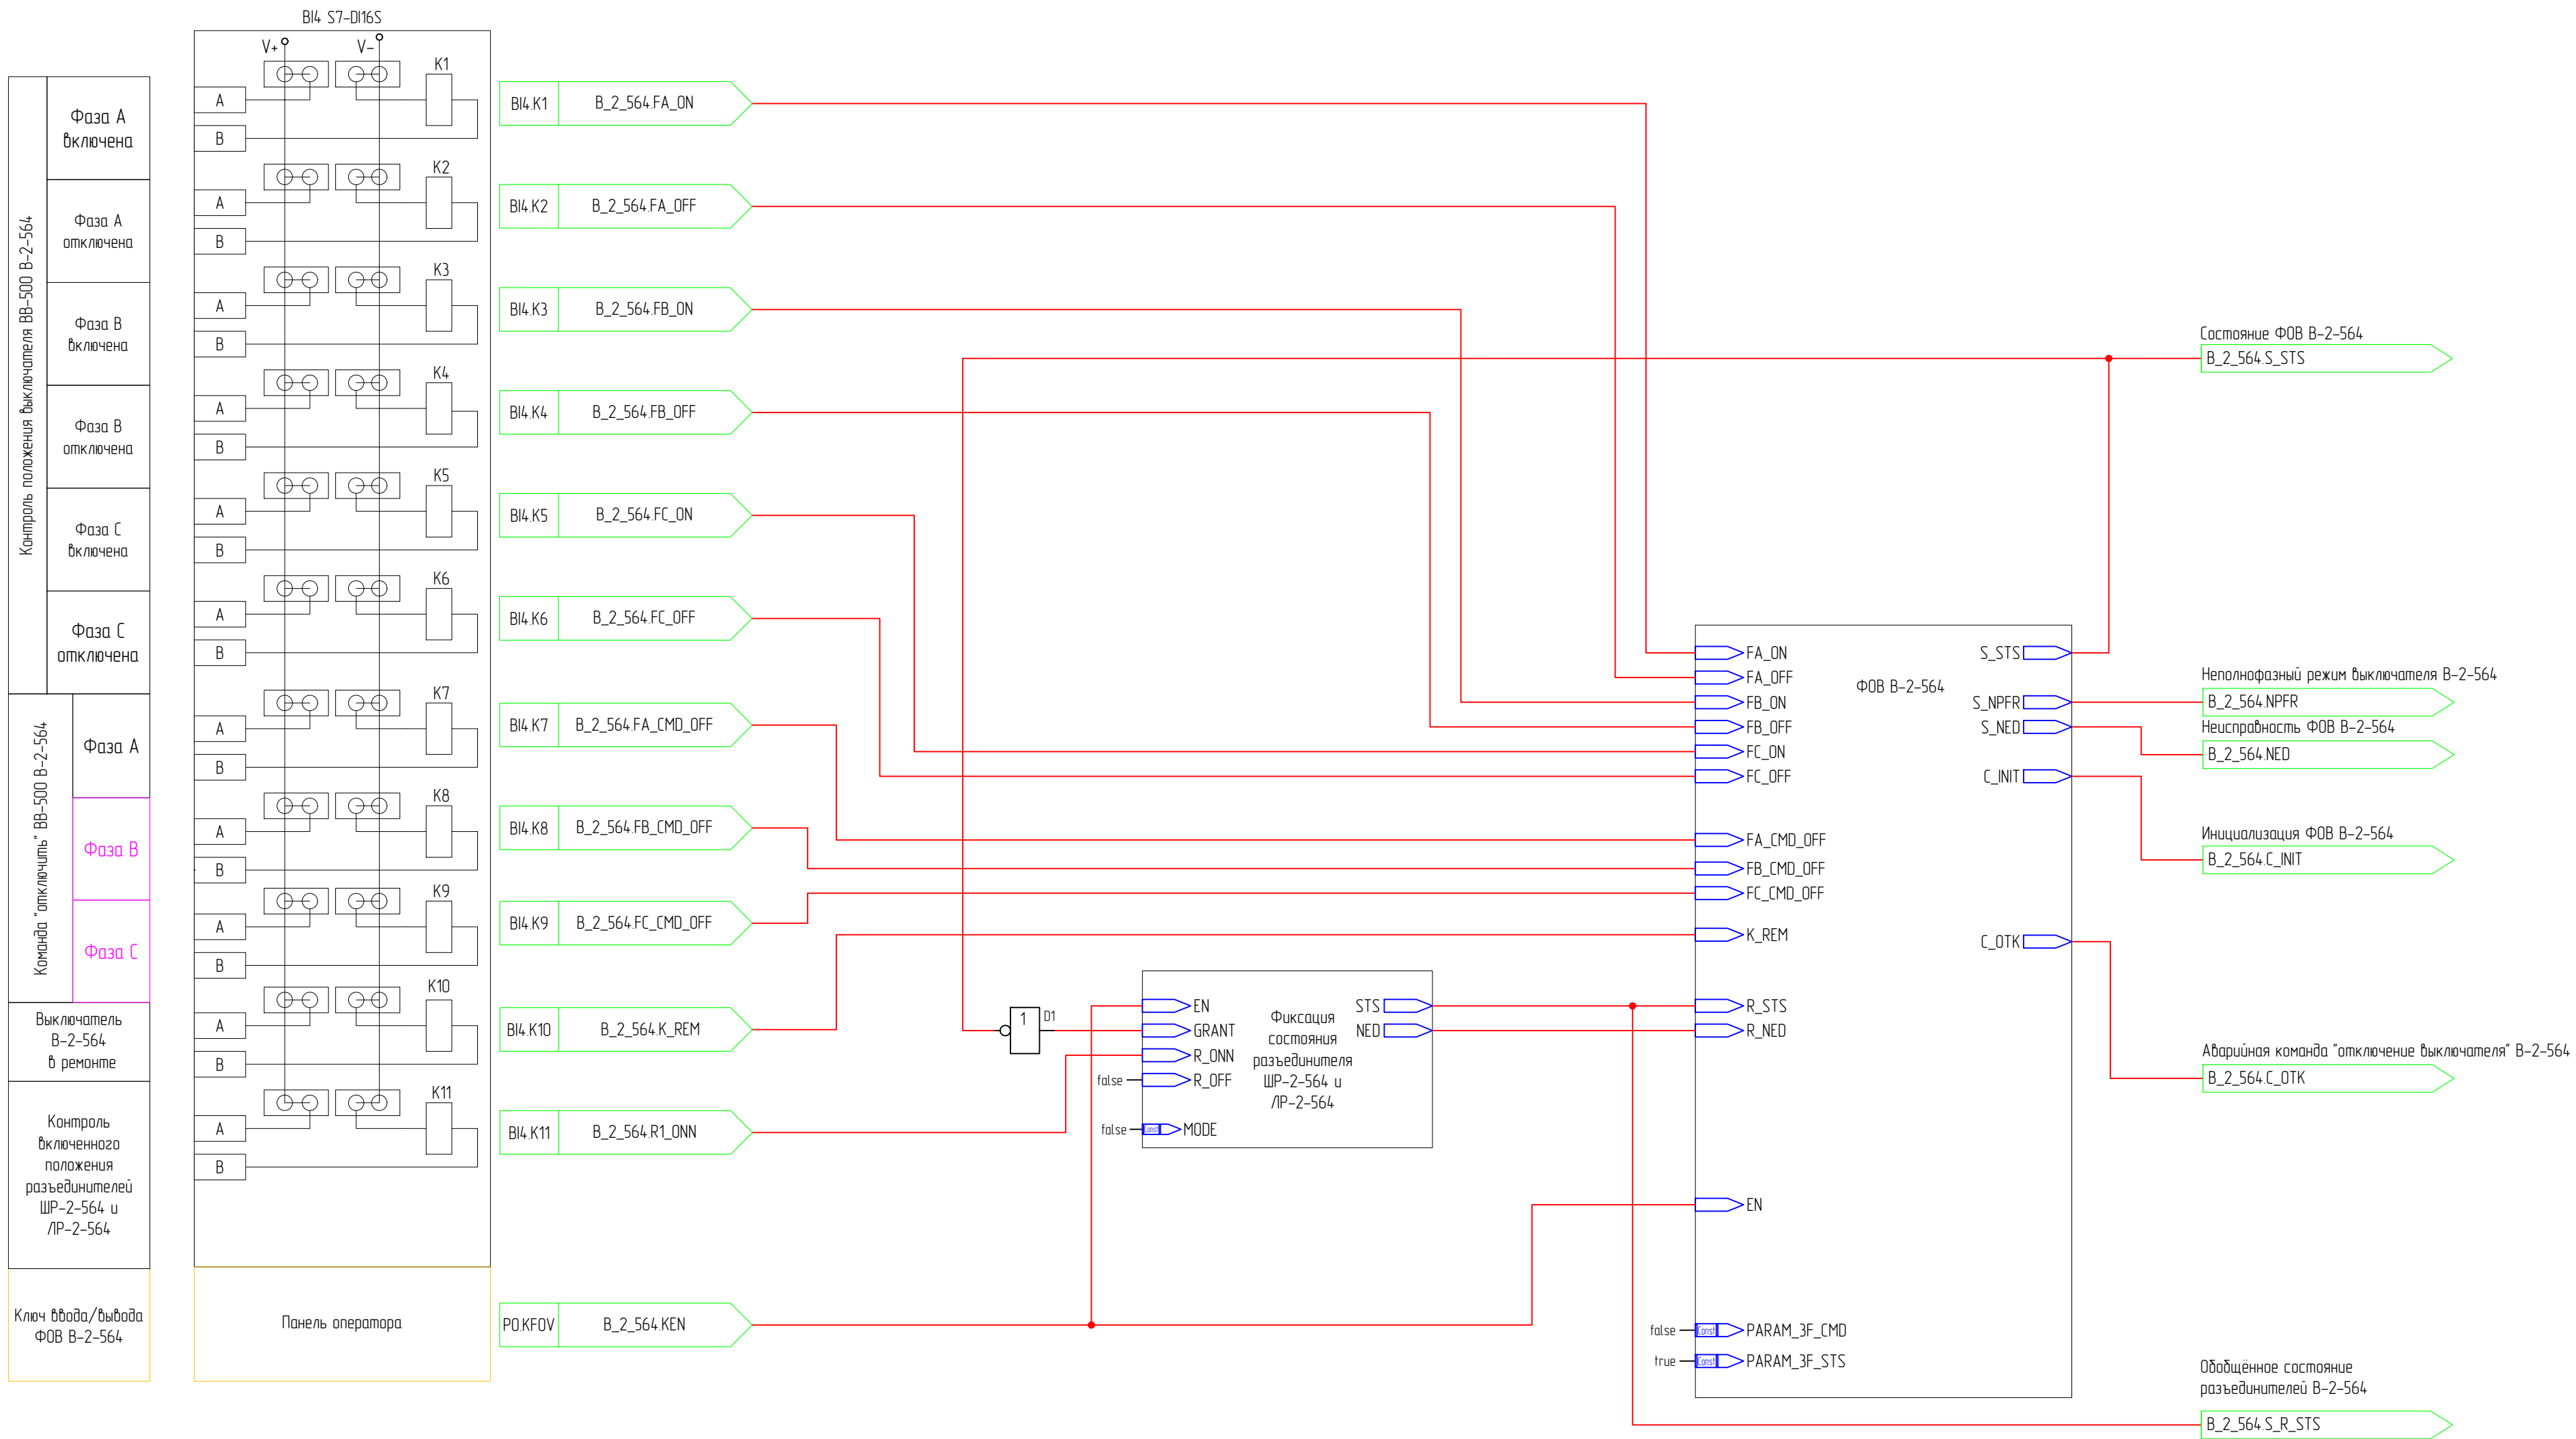 BI4 S7-DI16S
V+
V-
Контроль положения выключателя ВВ-500 В-2-564
Фаза А
включена
Фаза А
отключена
Фаза В
включена
Фаза В
отключена
Фаза С
включена
Фаза С
отключена
Команда "отключить" ВВ-500 В-2-564
Фаза А
Фаза В
Фаза С
Выключатель
В-2-564
в ремонте
Контроль
включенного
положения
разъединителей
ШР-2-564 и
ЛР-2-564
Ключ ввода/вывода
ФОВ В-2-564
A
B
K1
A
B
K2
A
B
K3
A
B
K4
A
B
K5
A
B
K6
A
B
K7
A
B
K8
A
B
K9
A
B
K10
A
B
K11
Панель оператора
BI4.K1 B_2_564.FA_ON
BI4.K2 B_2_564.FA_OFF
BI4.K3 B_2_564.FB_ON
BI4.K4 B_2_564.FB_OFF
BI4.K5 B_2_564.FC_ON
BI4.K6 B_2_564.FC_OFF
BI4.K7 B_2_564.FA_CMD_OFF
BI4.K8 B_2_564.FB_CMD_OFF
BI4.K9 B_2_564.FC_CMD_OFF
BI4.K10 B_2_564.K_REM
BI4.K11 B_2_564.R1_ONN
PO.KFOV B_2_564.KEN
1
D1
EN
GRANT
R_ONN
false R_OFF
false Const MODE
Фиксация
состояния
разъединителя
ШР-2-564 и
ЛР-2-564
STS
NED
ФОВ В-2-564
FA_ON
FA_OFF
FB_ON
FB_OFF
FC_ON
FC_OFF
FA_CMD_OFF
FB_CMD_OFF
FC_CMD_OFF
K_REM
R_STS
R_NED
EN
false Const PARAM_3F_CMD
true Const PARAM_3F_STS
S_STS
S_NPFR
S_NED
C_INIT
C_OTK
Состояние ФОВ В-2-564
B_2_564.S_STS
Неполнофазный режим выключателя В-2-564
B_2_564.NPFR
Неисправность ФОВ В-2-564
B_2_564.NED
Инициализация ФОВ В-2-564
B_2_564.C_INIT
Аварийная команда "отключение выключателя" В-2-564
B_2_564.C_OTK
Обобщённое состояние
разъединителей В-2-564
B_2_564.S_R_STS